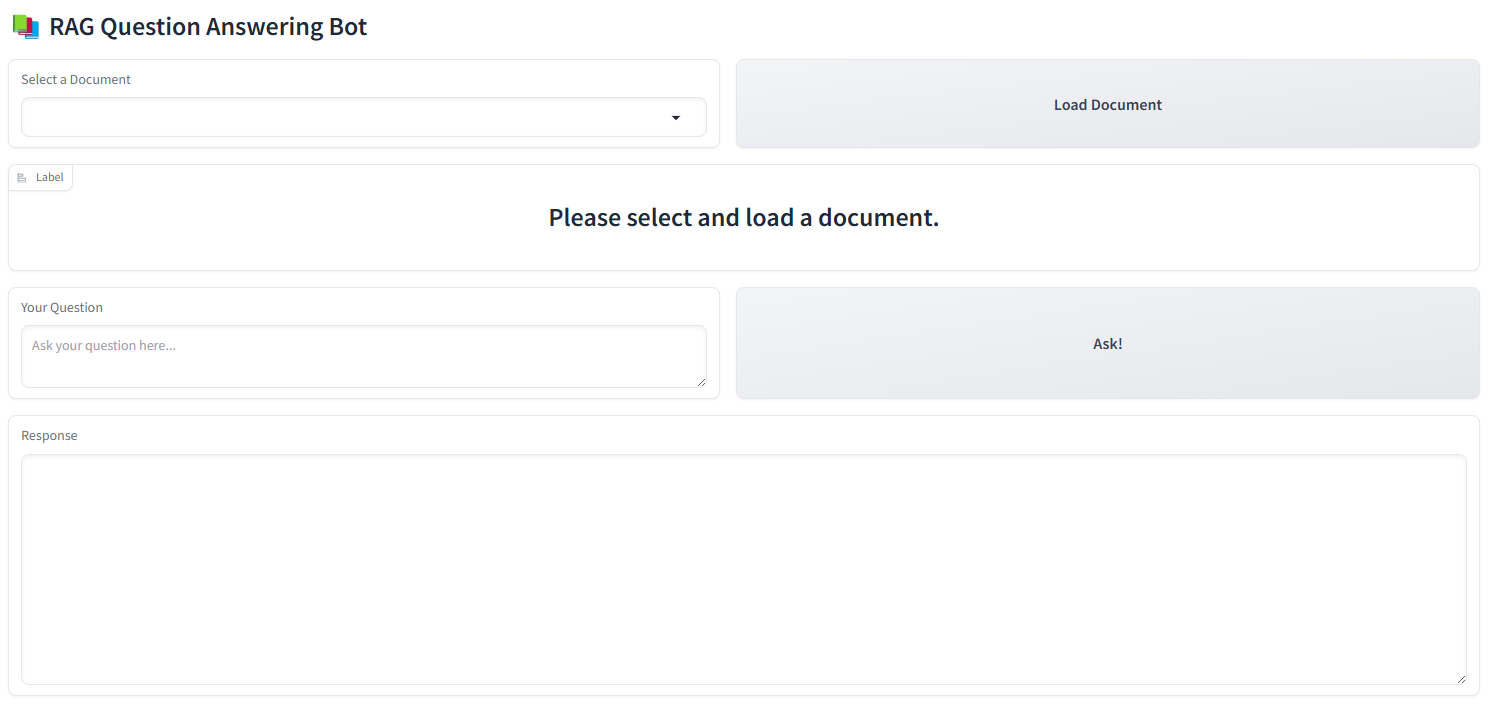 RAG Question Answering Bot
Select a Document
Load Document
Label
Please select and load a document.
Your Question
Ask your question here...
Ask!
Response